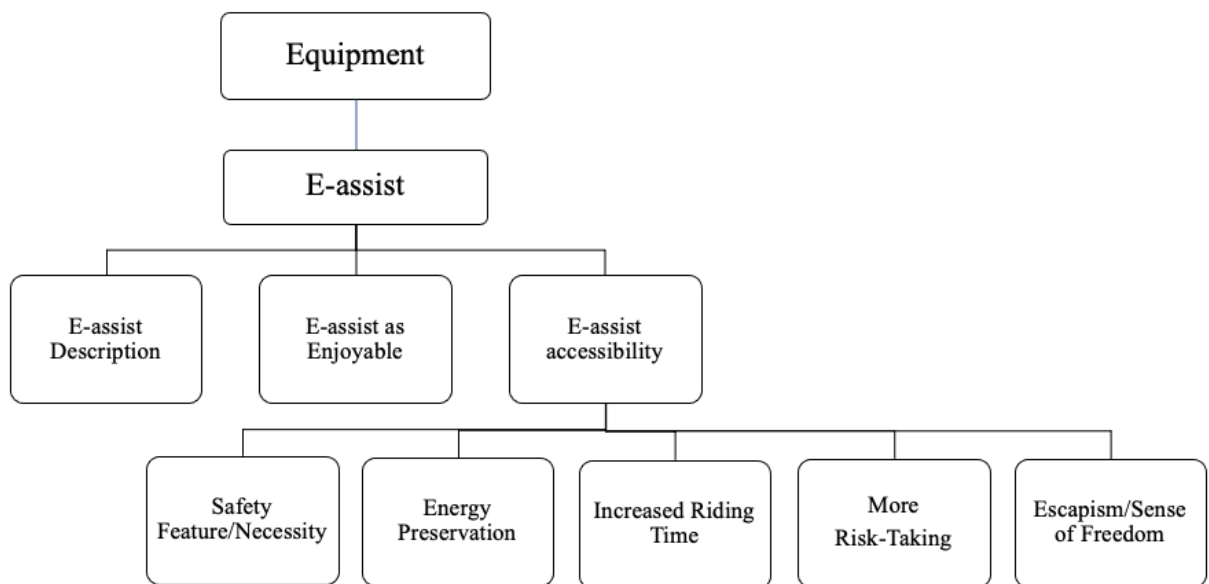 Equipment
E-assist
E-assist
Description
E-assist as
Enjoyable
E-assist
accessibility
Safety
Feature/Necessity
Energy
Preservation
Increased Riding
Time
More
Risk-Taking
Escapism/Sense
of Freedom